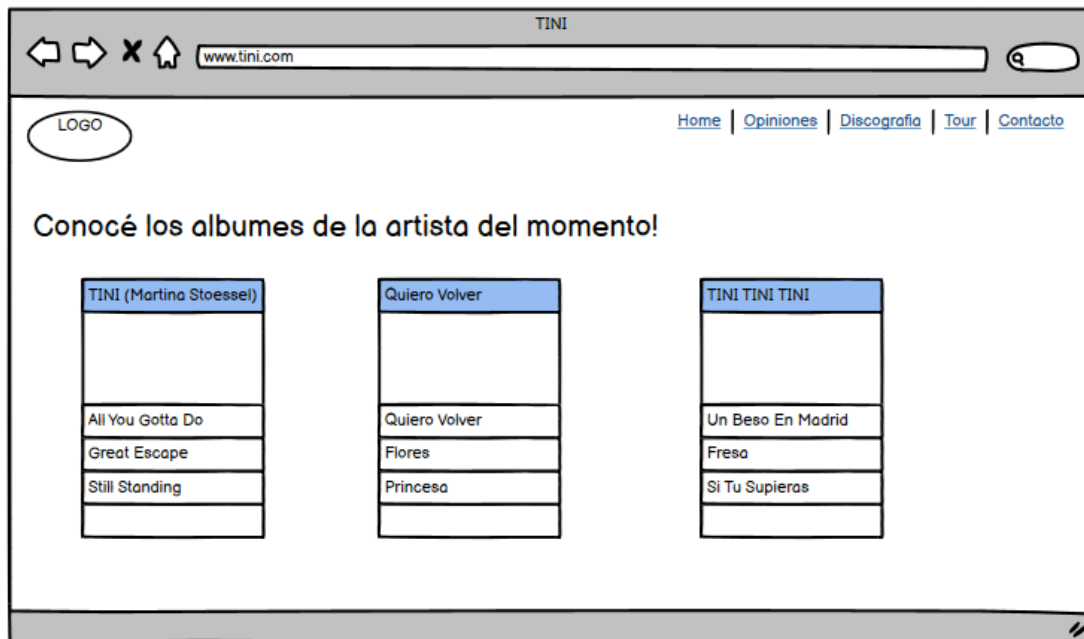 TINI
www.tini.com
LOGO
Home | Opiniones | Discografia | Tour | Contacto
Conocé los albumes de la artista del momento!
TINI (Martina Stoessel)
All You Gotta Do
Great Escape
Still Standing
Quiero Volver
Quiero Volver
Flores
Princesa
TINI TINI TINI
Un Beso En Madrid
Fresa
Si Tu Supieras